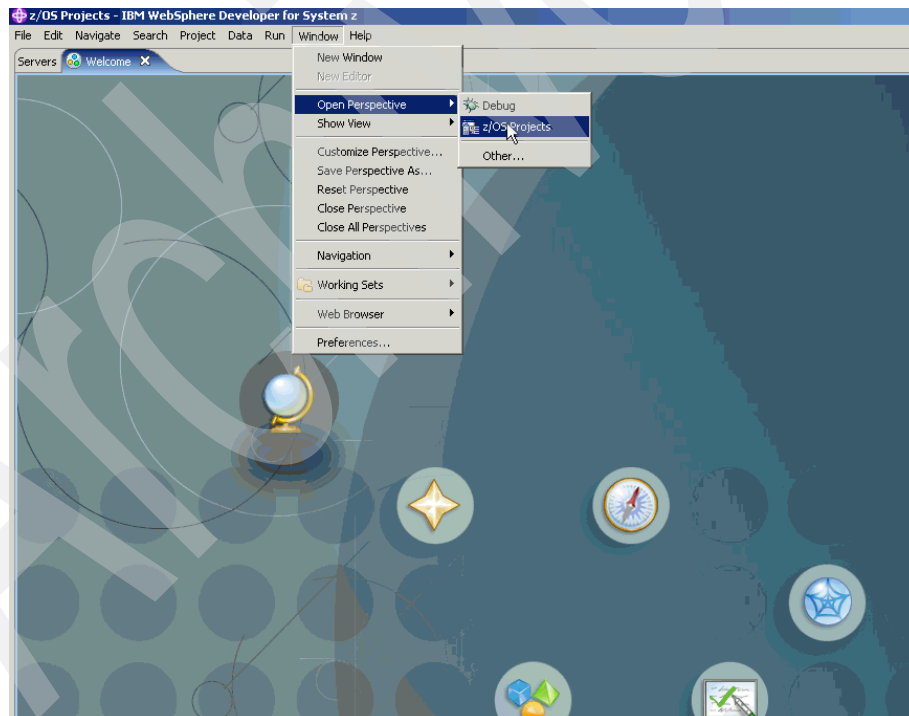 z/OS Projects - IBM WebSphere Developer for System z
File Edit Navigate Search Project Data Run Window Help
Servers Welcome
New Window
New Editor
Open Perspective
Debug
Show View
z/OS Projects
Other...
Customize Perspective...
Save Perspective As...
Reset Perspective
Close Perspective
Close All Perspectives
Navigation
Working Sets
Web Browser
Preferences...